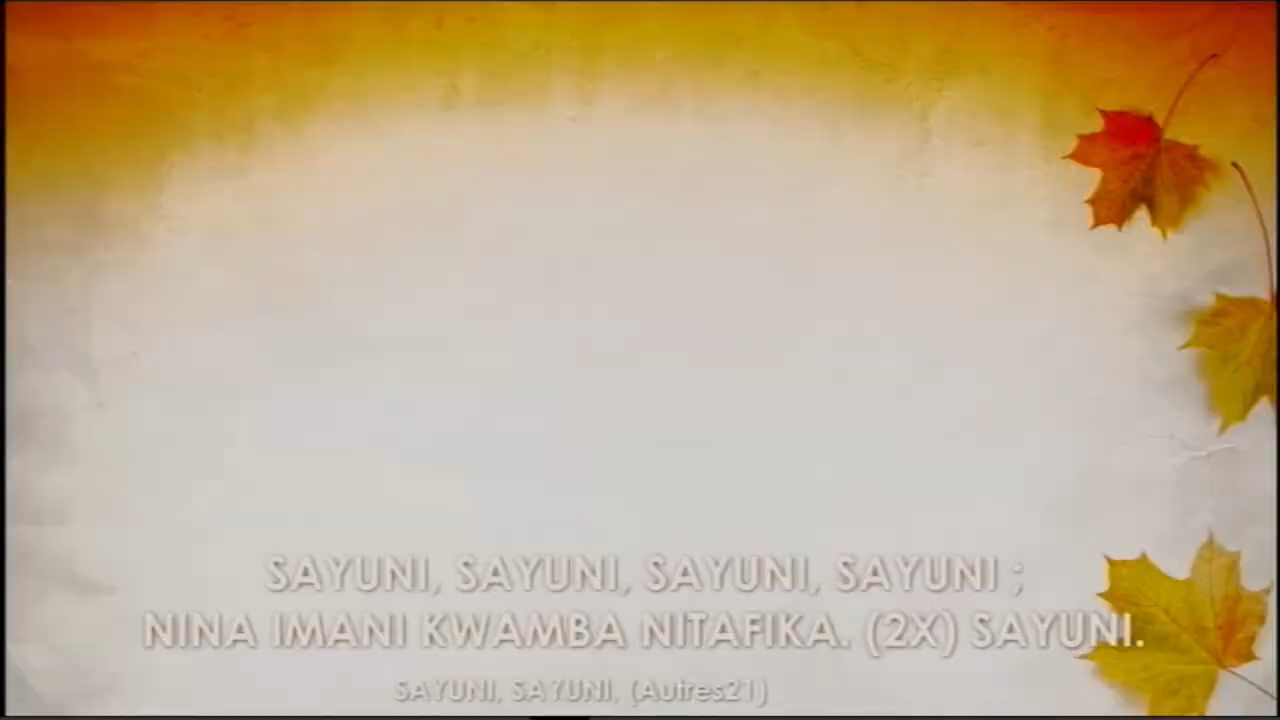 SAYUNI, SAYUNI, SAYUNI, SAYUNI ;
NINA IMANI KWAMBA NITAFIKA. (2X) SAYUNI.
SAYUNI, SAYUNI, (Autres21)